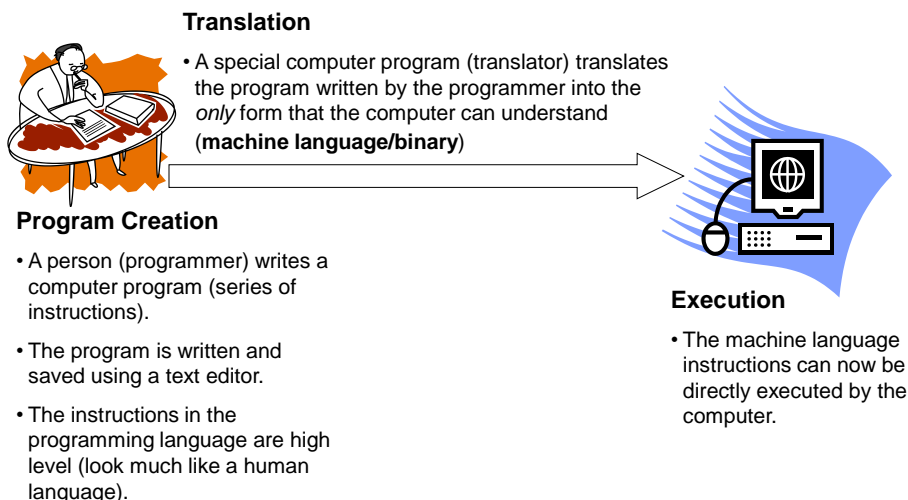 Translation
• A special computer program (translator) translates
the program written by the programmer into the
only form that the computer can understand
(machine language/binary)
Program Creation
• A person (programmer) writes a
computer program (series of
instructions).
• The program is written and
saved using a text editor.
• The instructions in the
programming language are high
level (look much like a human
language).
Execution
• The machine language
instructions can now be
directly executed by the
computer.